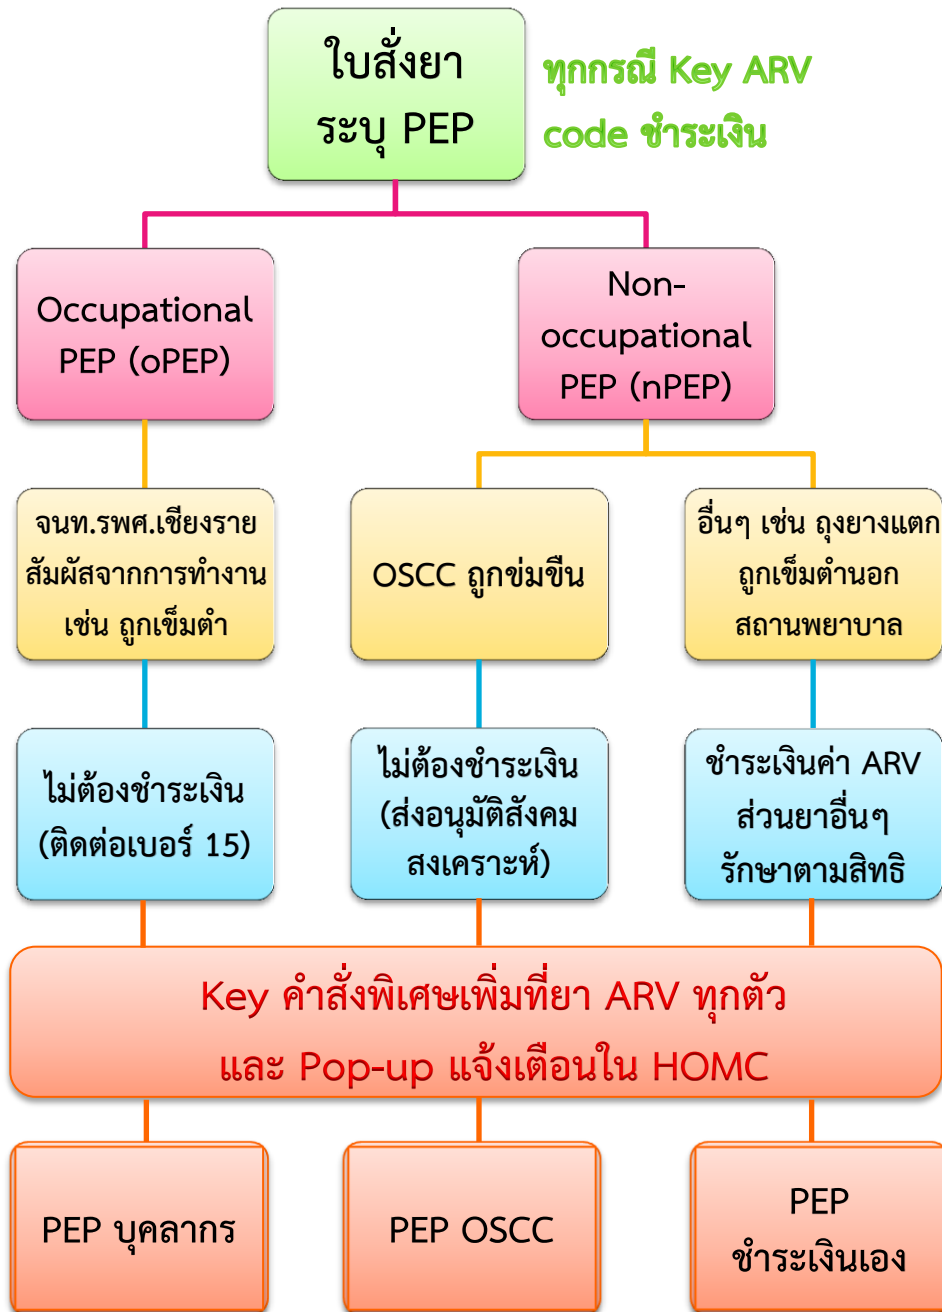 ใบสั่งยา
ระบุ PEP
ทุกกรณี Key ARV
code ชำระเงิน
Occupational
PEP (oPEP)
Non-
occupational
PEP (nPEP)
จนท.รพศ.เชียงราย
สัมผัสจากการทำงาน
เช่น ถูกเข็มตำ
OSCC ถูกข่มขืน
อื่นๆ เช่น ถุงยางแตก
ถูกเข็มตำนอก
สถานพยาบาล
ไม่ต้องชำระเงิน
(ติดต่อเบอร์ 15)
ไม่ต้องชำระเงิน
(ส่งอนุมัติสังคม
สงเคราะห์)
ชำระเงินค่า ARV
ส่วนยาอื่นๆ
รักษาตามสิทธิ
Key คำสั่งพิเศษเพิ่มที่ยา ARV ทุกตัว
และ Pop-up แจ้งเตือนใน HOMC
PEP บุคลากร
PEP OSCC
PEP
ชำระเงินเอง